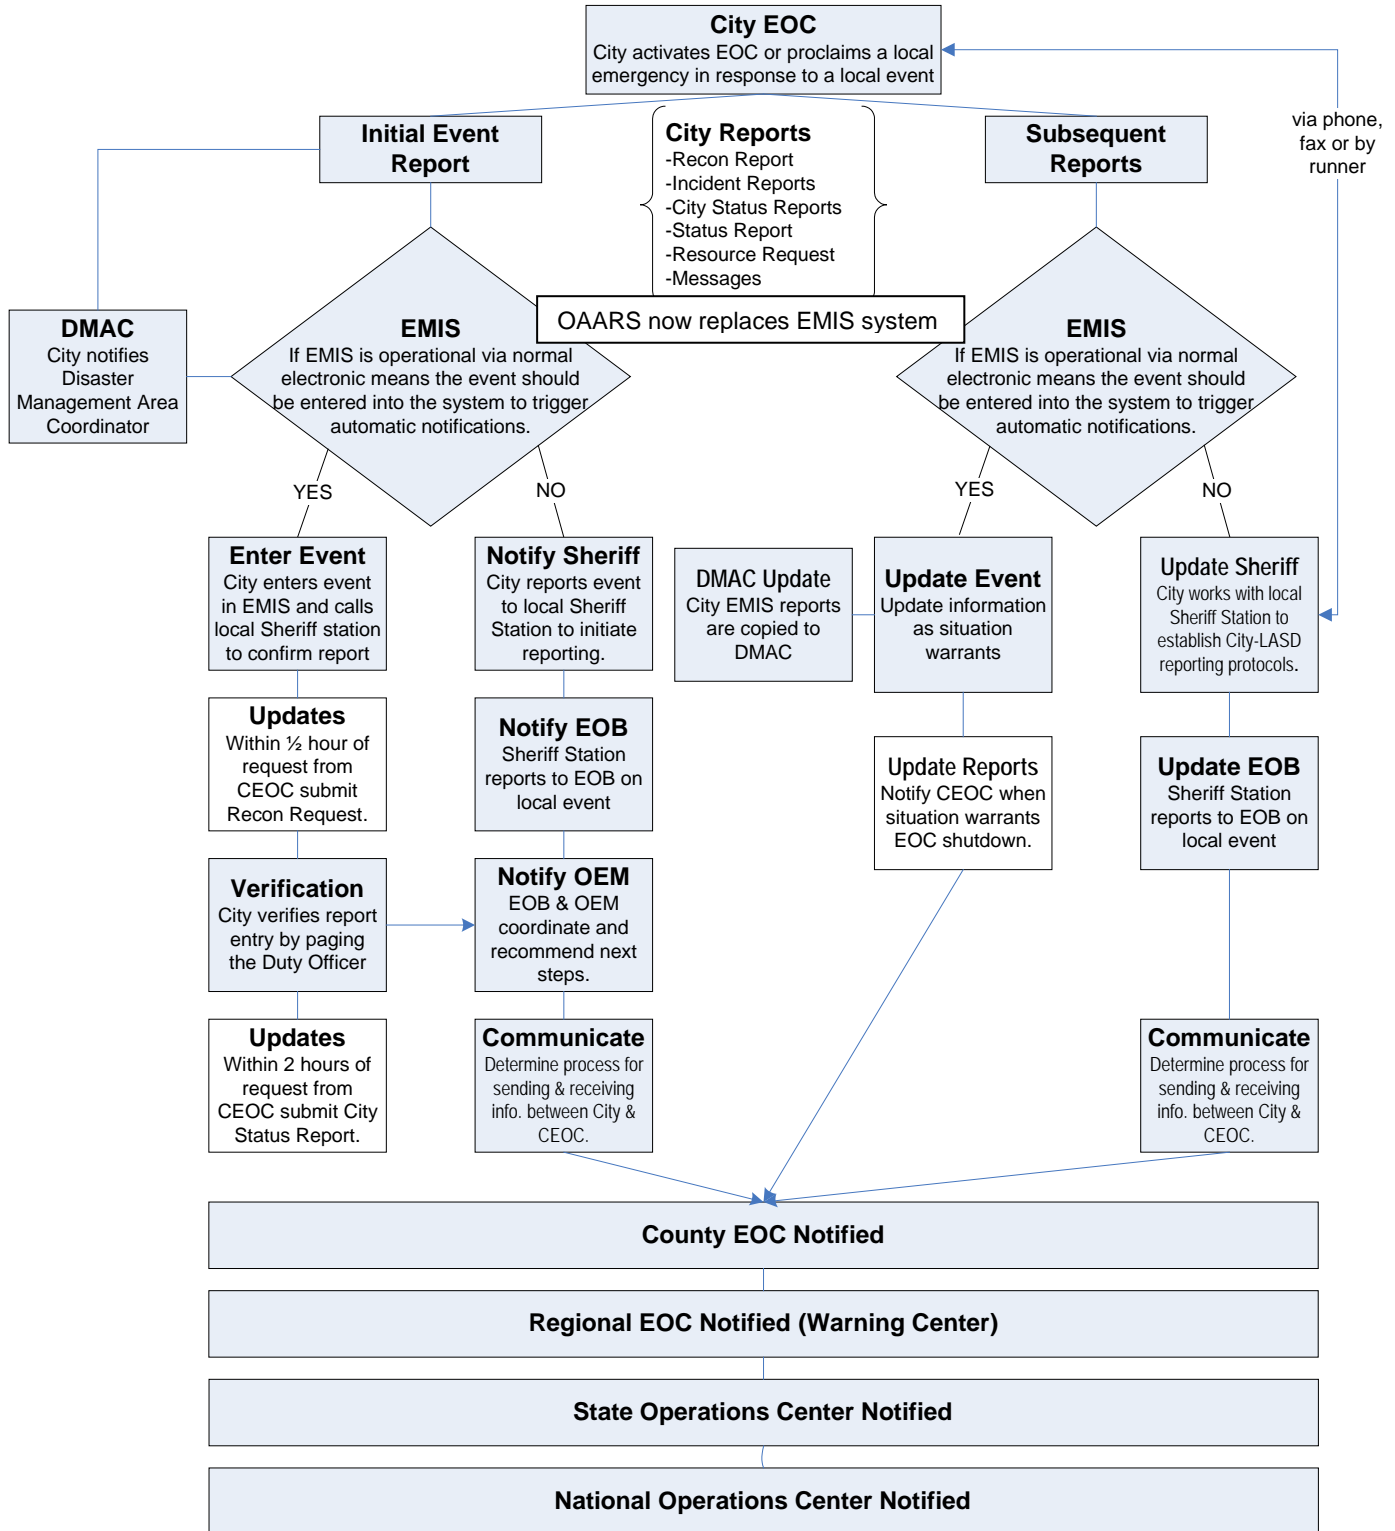 City EOC
City activates EOC or proclaims a local
emergency in response to a local event
via phone,
fax or by
runner
Initial Event
Report
City Reports
-Recon Report
-Incident Reports
-City Status Reports
-Status Report
-Resource Request
-Messages
Subsequent
Reports
OAARS now replaces EMIS system
DMAC
City notifies
Disaster
Management Area
Coordinator
EMIS
If EMIS is operational via normal
electronic means the event should
be entered into the system to trigger
automatic notifications.
EMIS
If EMIS is operational via normal
electronic means the event should
be entered into the system to trigger
automatic notifications.
YES
NO
YES
NO
Enter Event
City enters event
in EMIS and calls
local Sheriff station
to confirm report
Notify Sheriff
City reports event
to local Sheriff
Station to initiate
reporting.
DMAC Update
City EMIS reports
are copied to
DMAC
Update Event
Update information
as situation
warrants
Update Sheriff
City works with local
Sheriff Station to
establish City-LASD
reporting protocols.
Updates
Within ½ hour of
request from
CEOC submit
Recon Request.
Notify EOB
Sheriff Station
reports to EOB on
local event
Update Reports
Notify CEOC when
situation warrants
EOC shutdown.
Update EOB
Sheriff Station
reports to EOB on
local event
Verification
City verifies report
entry by paging
the Duty Officer
Notify OEM
EOB & OEM
coordinate and
recommend next
steps.
Updates
Within 2 hours of
request from
CEOC submit City
Status Report.
Communicate
Determine process for
sending & receiving
info. between City &
CEOC.
Communicate
Determine process for
sending & receiving
info. between City &
CEOC.
County EOC Notified
Regional EOC Notified (Warning Center)
State Operations Center Notified
National Operations Center Notified